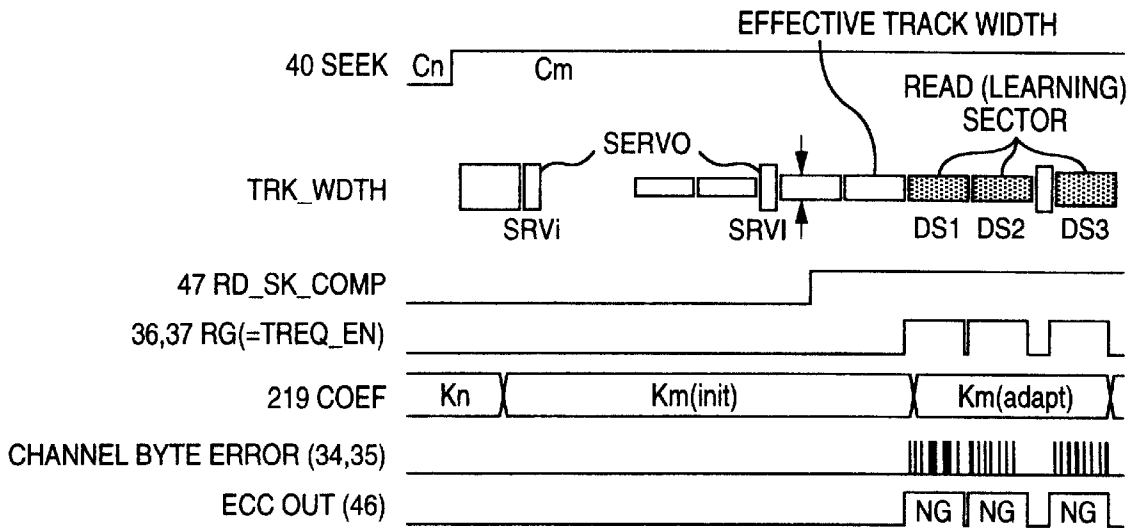 EFFECTIVE TRACK WIDTH
40 SEEK Cn Cm
READ (LEARNING)
SECTOR
SERVO
TRK_WDTH
SRVi SRVI DS1 DS2 DS3
47 RD_SK_COMP
36,37 RG(=TREQ_EN)
219 COEF Kn Km(init) Km(adapt)
CHANNEL BYTE ERROR (34,35)
ECC OUT (46) NG NG NG